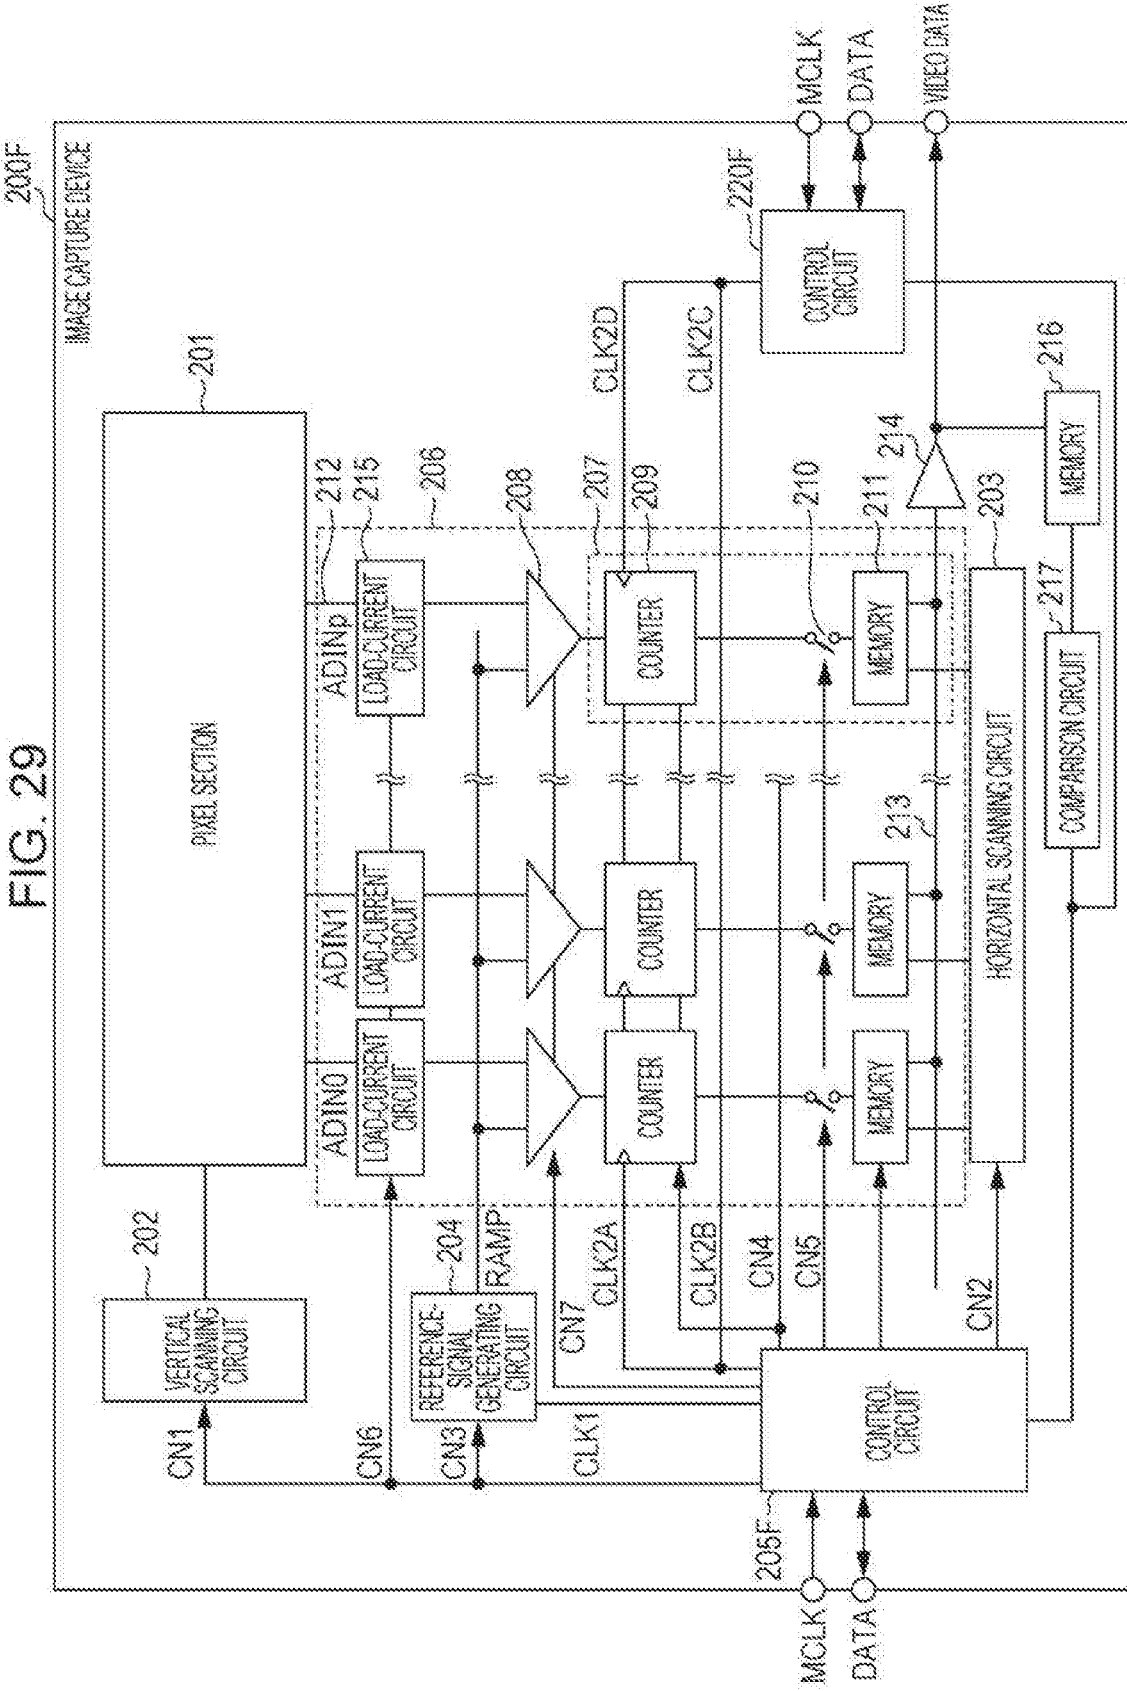 FIG. 29
200F
IMAGE CAPTURE DEVICE
201
PIXEL SECTION
202
VERTICAL
SCANNING
CIRCUIT
CN1
ADIN0
ADIN1
ADINp
212
215
206
LOAD-CURRENT
CIRCUIT
LOAD-CURRENT
CIRCUIT
LOAD-CURRENT
CIRCUIT
CN6
204
REFERENCE-
SIGNAL
GENERATING
CIRCUIT
RAMP
CN3
208
CN7
CLK1
207
209
COUNTER
COUNTER
COUNTER
CLK2A
CLK2B
CLK2D
CLK2C
CN4
CN5
210
211
MEMORY
MEMORY
MEMORY
213
214
203
HORIZONTAL SCANNING CIRCUIT
CN2
205F
CONTROL
CIRCUIT
220F
CONTROL
CIRCUIT
216
MEMORY
217
COMPARISON CIRCUIT
MCLK
DATA
MCLK
DATA
VIDEO DATA